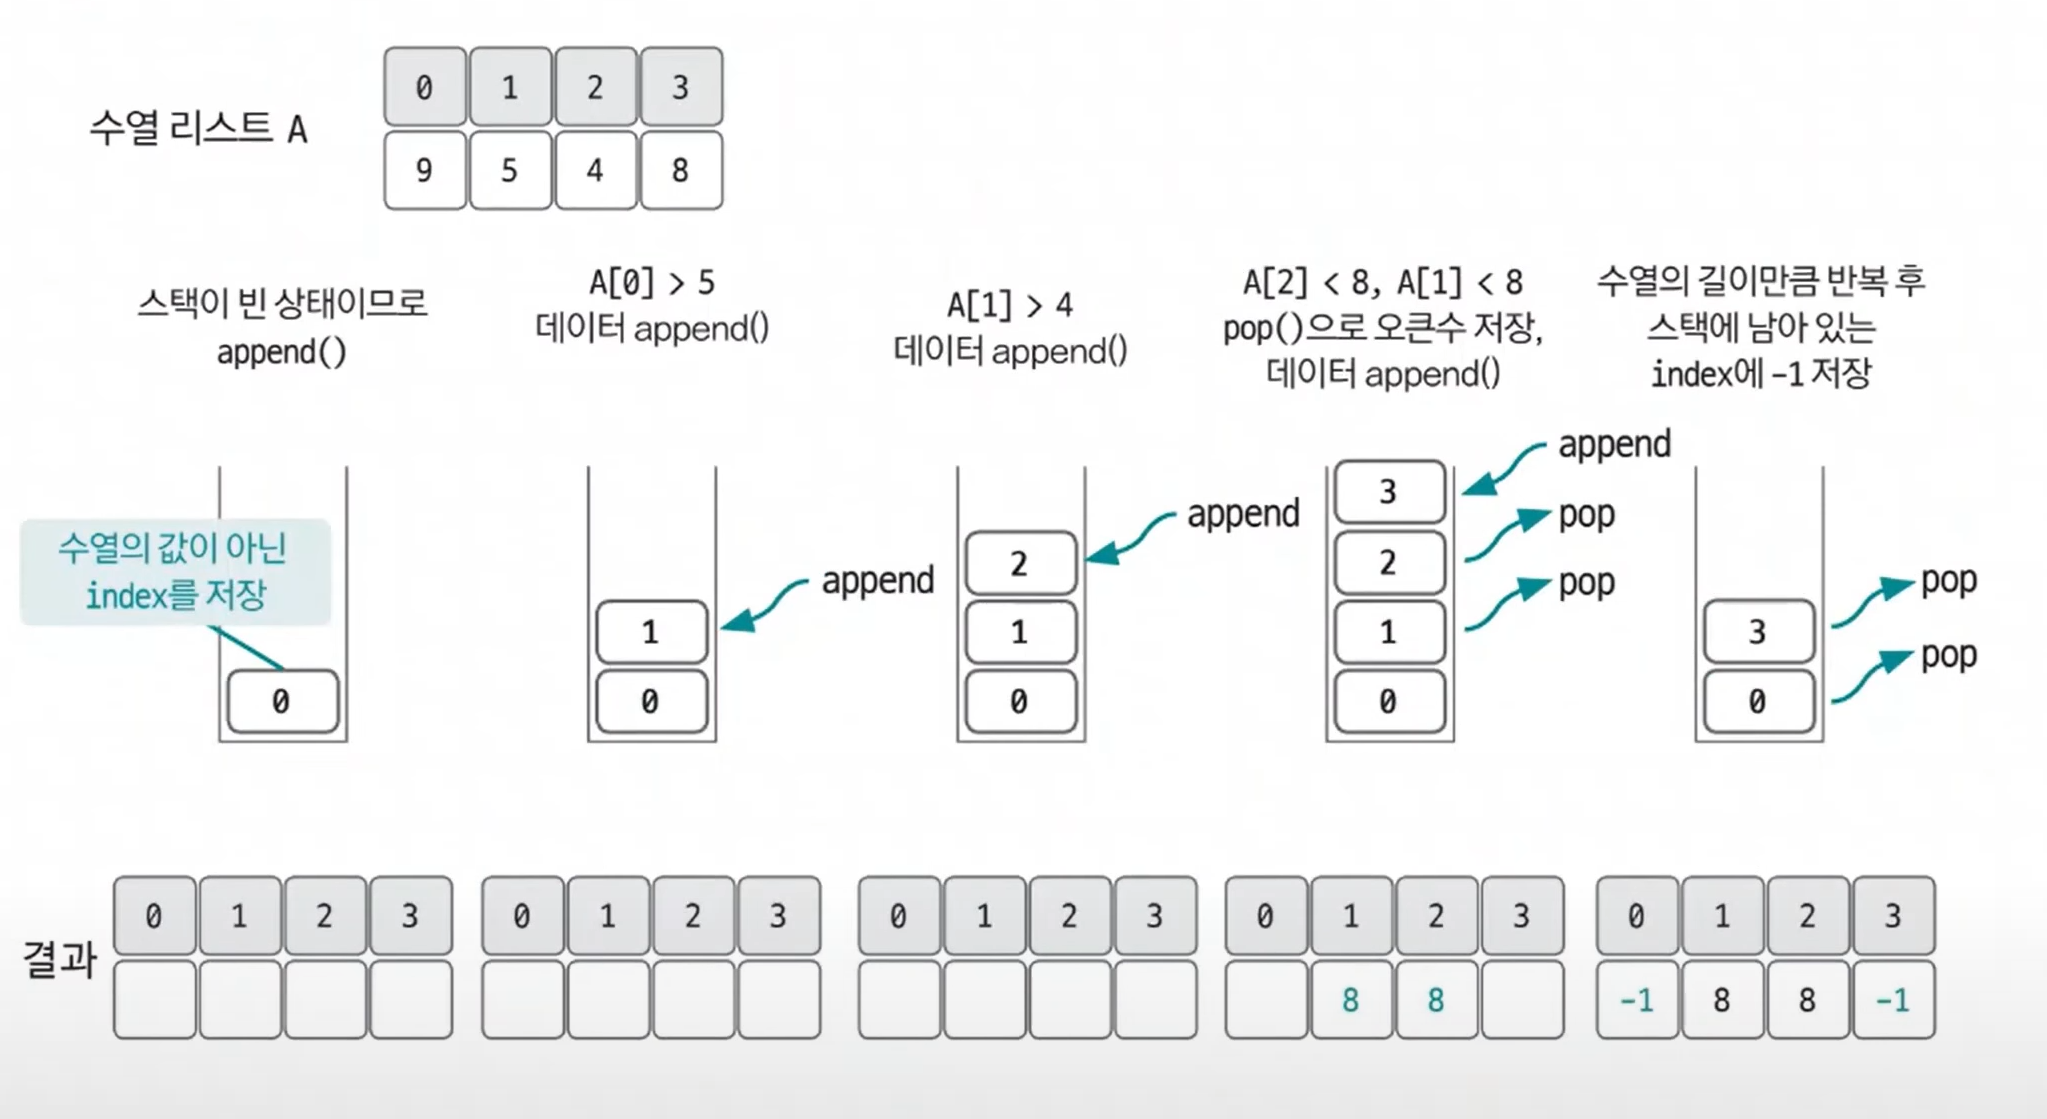 수열 리스트 A
0 1 2 3
9 5 4 8
스택이 빈 상태이므로
append()
A[0] > 5
데이터 append()
A[1] > 4
데이터 append()
A[2] < 8, A[1] < 8
pop()으로 오큰수 저장,
데이터 append()
수열의 길이만큼 반복 후
스택에 남아 있는
index에 -1 저장
수열의 값이 아닌
index를 저장
0
append
1
0
append
2
1
0
append
pop
pop
3
2
1
0
pop
pop
3
0
결과
0 1 2 3
0 1 2 3
0 1 2 3
0 1 2 3
8 8
0 1 2 3
-1 8 8 -1